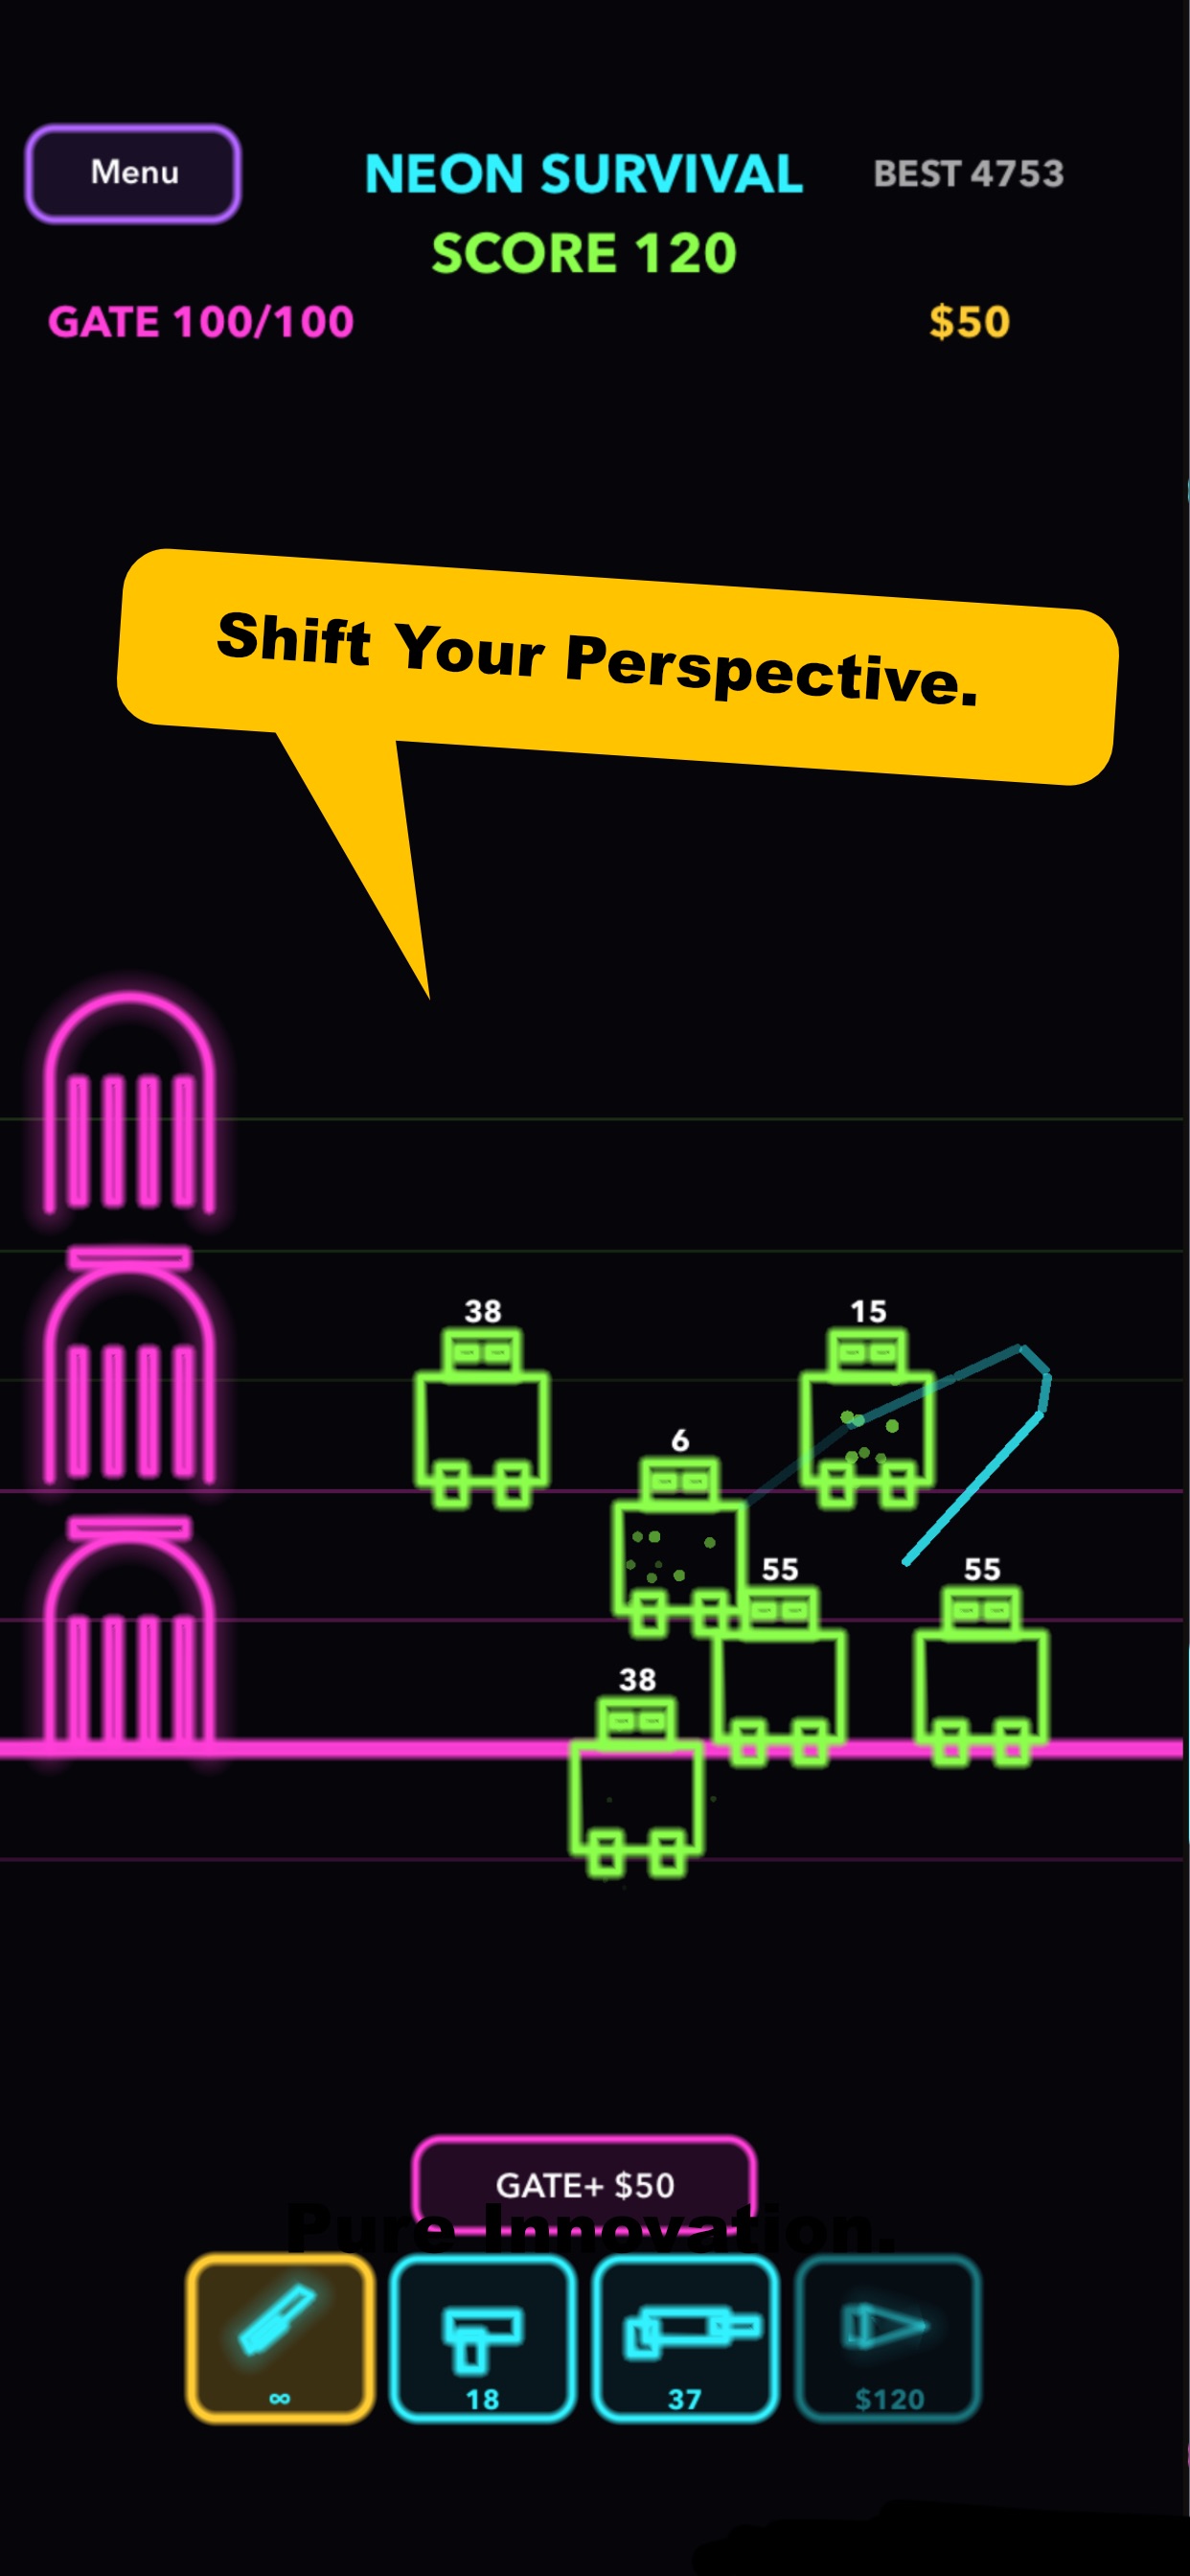 Menu
NEON SURVIVAL
BEST 4753
SCORE 120
GATE 100/100
$50
Shift Your Perspective.
38
15
6
55
55
38
GATE+ $50
Pure Innovation.
∞
18
37
$120